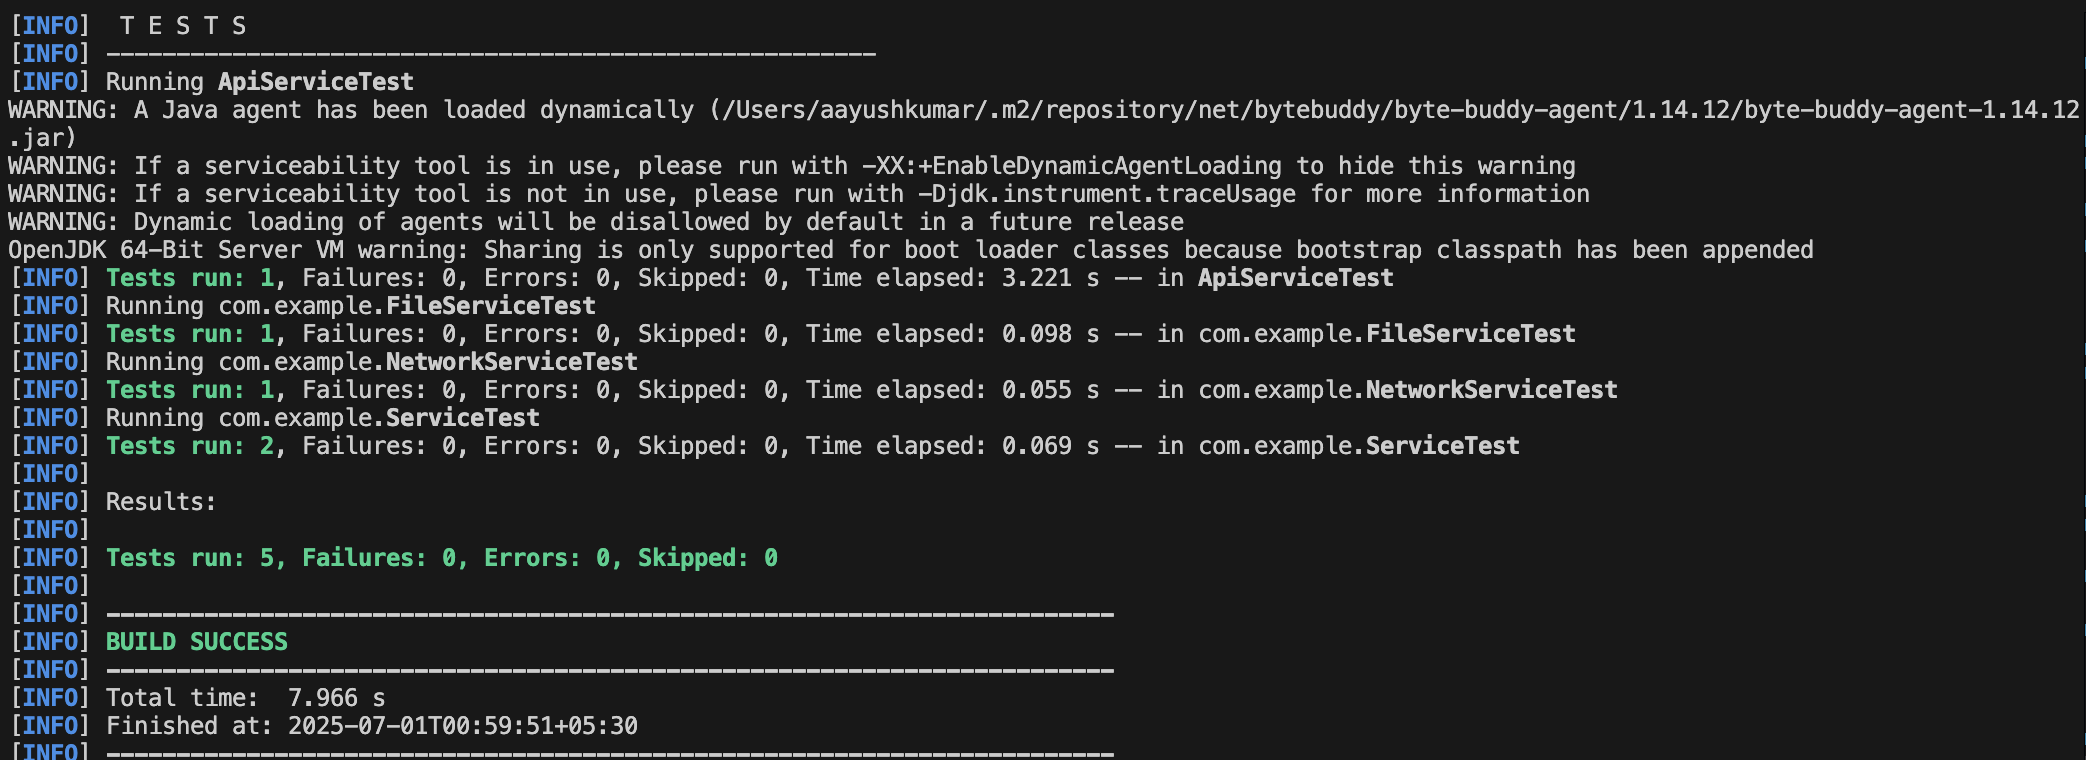 [INFO]  T E S T S
[INFO] -------------------------------------------------------
[INFO] Running ApiServiceTest
WARNING: A Java agent has been loaded dynamically (/Users/aayushkumar/.m2/repository/net/bytebuddy/byte-buddy-agent/1.14.12/byte-buddy-agent-1.14.12
.jar)
WARNING: If a serviceability tool is in use, please run with -XX:+EnableDynamicAgentLoading to hide this warning
WARNING: If a serviceability tool is not in use, please run with -Djdk.instrument.traceUsage for more information
WARNING: Dynamic loading of agents will be disallowed by default in a future release
OpenJDK 64-Bit Server VM warning: Sharing is only supported for boot loader classes because bootstrap classpath has been appended
[INFO] Tests run: 1, Failures: 0, Errors: 0, Skipped: 0, Time elapsed: 3.221 s -- in ApiServiceTest
[INFO] Running com.example.FileServiceTest
[INFO] Tests run: 1, Failures: 0, Errors: 0, Skipped: 0, Time elapsed: 0.098 s -- in com.example.FileServiceTest
[INFO] Running com.example.NetworkServiceTest
[INFO] Tests run: 1, Failures: 0, Errors: 0, Skipped: 0, Time elapsed: 0.055 s -- in com.example.NetworkServiceTest
[INFO] Running com.example.ServiceTest
[INFO] Tests run: 2, Failures: 0, Errors: 0, Skipped: 0, Time elapsed: 0.069 s -- in com.example.ServiceTest
[INFO]
[INFO] Results:
[INFO]
[INFO] Tests run: 5, Failures: 0, Errors: 0, Skipped: 0
[INFO]
[INFO] ------------------------------------------------------------------------
[INFO] BUILD SUCCESS
[INFO] ------------------------------------------------------------------------
[INFO] Total time:  7.966 s
[INFO] Finished at: 2025-07-01T00:59:51+05:30
[INFO] ------------------------------------------------------------------------